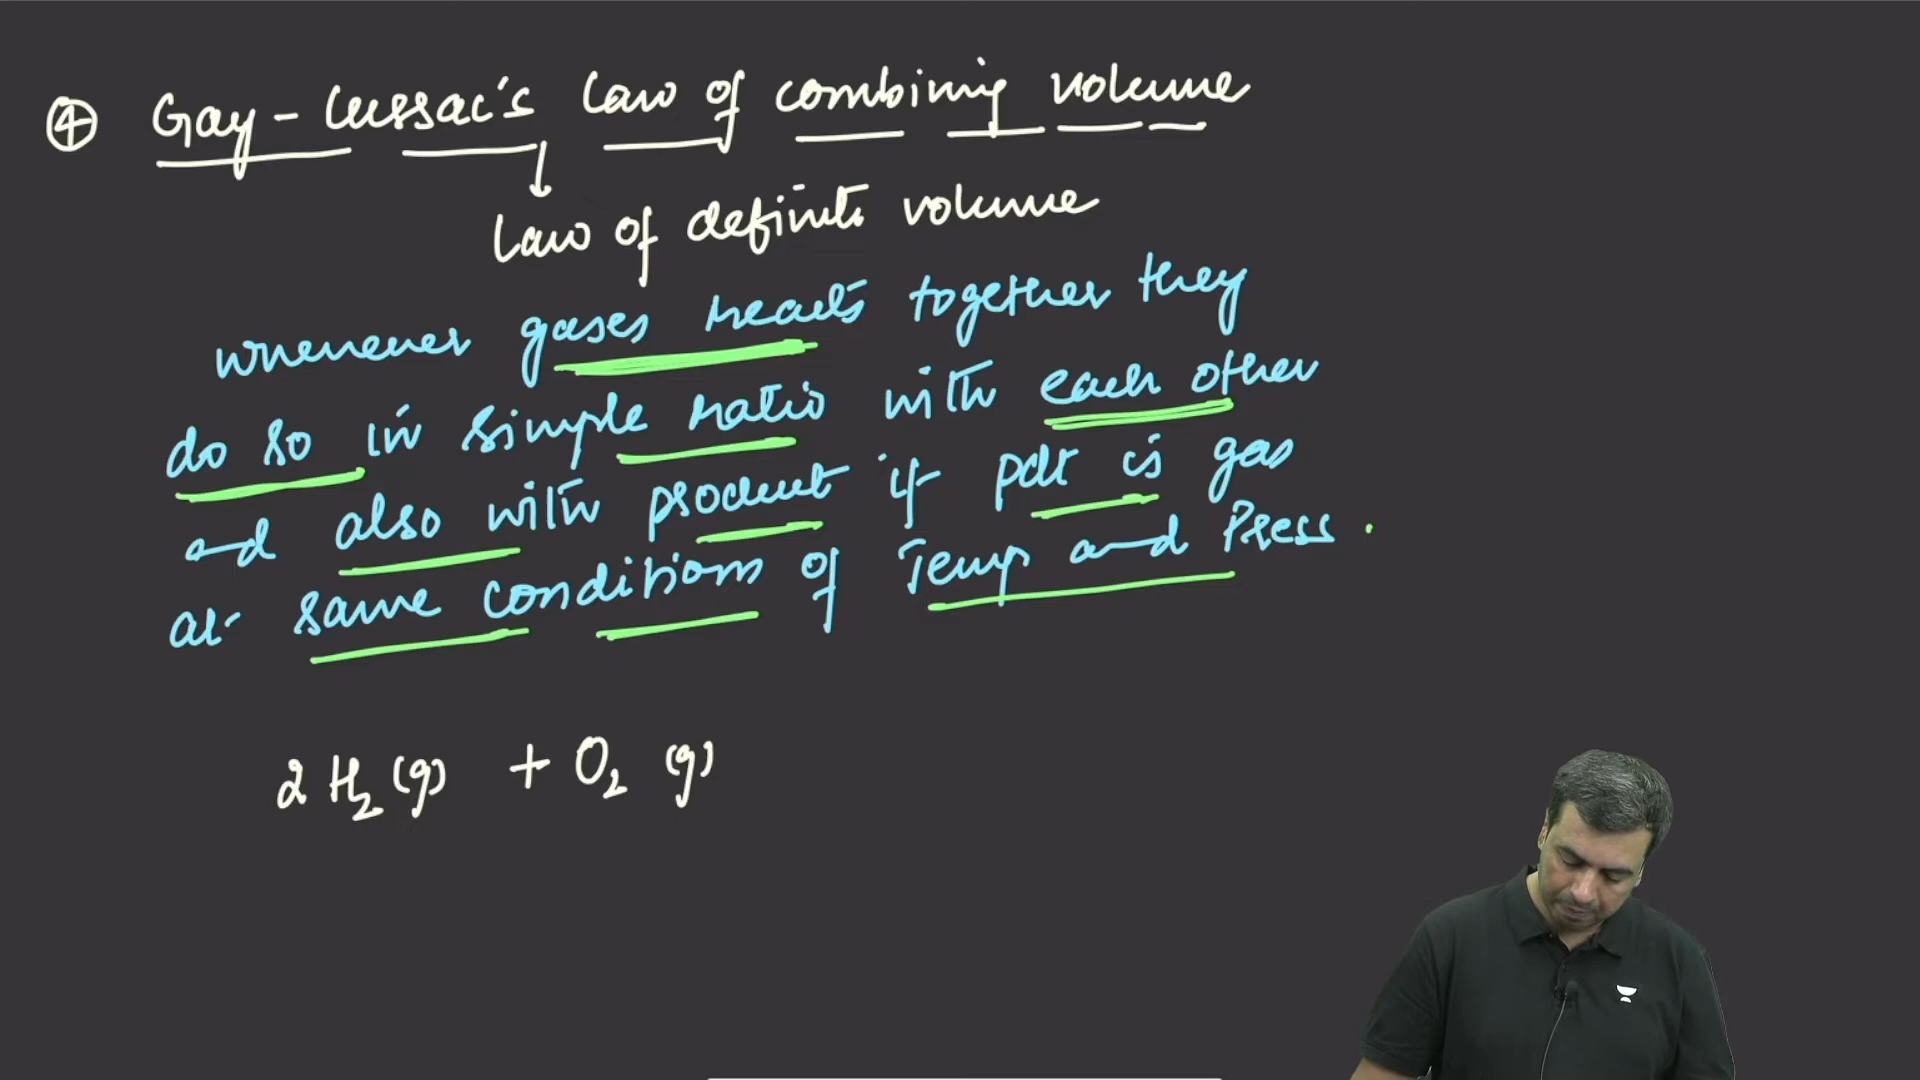 ④ Gay-Lussac's Law of combining volume
↓
Law of definite volume
whenever gases reacts together they
do so in simple ratio with each other
and also with product if pdt is gas
at same conditions of Temp and Press.
2H₂(g) + O₂ (g)